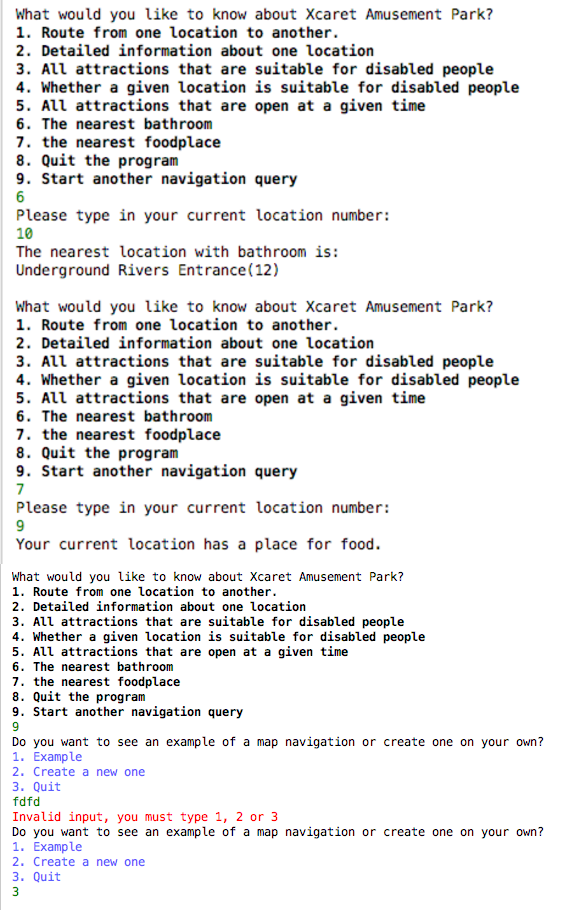 What would you like to know about Xcaret Amusement Park?
1. Route from one location to another.
2. Detailed information about one location
3. All attractions that are suitable for disabled people
4. Whether a given location is suitable for disabled people
5. All attractions that are open at a given time
6. The nearest bathroom
7. the nearest foodplace
8. Quit the program
9. Start another navigation query
6
Please type in your current location number:
10
The nearest location with bathroom is:
Underground Rivers Entrance(12)
What would you like to know about Xcaret Amusement Park?
1. Route from one location to another.
2. Detailed information about one location
3. All attractions that are suitable for disabled people
4. Whether a given location is suitable for disabled people
5. All attractions that are open at a given time
6. The nearest bathroom
7. the nearest foodplace
8. Quit the program
9. Start another navigation query
7
Please type in your current location number:
9
Your current location has a place for food.
What would you like to know about Xcaret Amusement Park?
1. Route from one location to another.
2. Detailed information about one location
3. All attractions that are suitable for disabled people
4. Whether a given location is suitable for disabled people
5. All attractions that are open at a given time
6. The nearest bathroom
7. the nearest foodplace
8. Quit the program
9. Start another navigation query
9
Do you want to see an example of a map navigation or create one on your own?
1. Example
2. Create a new one
3. Quit
fdfd
Invalid input, you must type 1, 2 or 3
Do you want to see an example of a map navigation or create one on your own?
1. Example
2. Create a new one
3. Quit
3